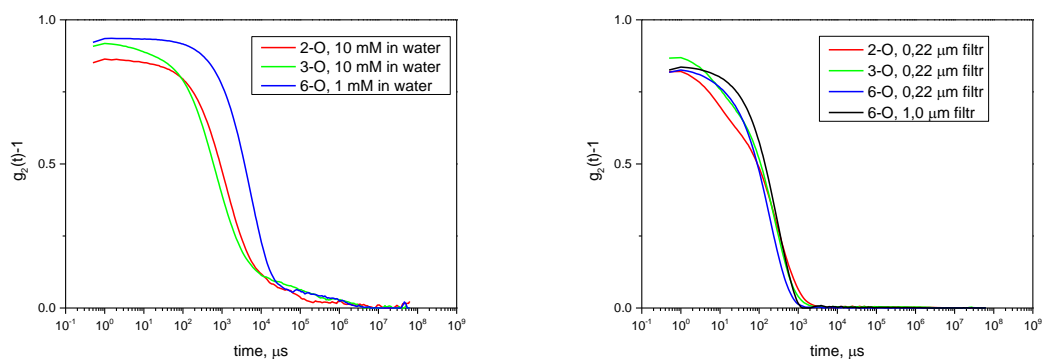 1.0
0.5
0.0
g₂(t)-1
2-O, 10 mM in water
3-O, 10 mM in water
6-O, 1 mM in water
10⁻¹ 10⁰ 10¹ 10² 10³ 10⁴ 10⁵ 10⁶ 10⁷ 10⁸ 10⁹
time, μs
1.0
0.5
0.0
g₂(t)-1
2-O, 0,22 μm filtr
3-O, 0,22 μm filtr
6-O, 0,22 μm filtr
6-O, 1,0 μm filtr
10⁻¹ 10⁰ 10¹ 10² 10³ 10⁴ 10⁵ 10⁶ 10⁷ 10⁸ 10⁹
time, μs